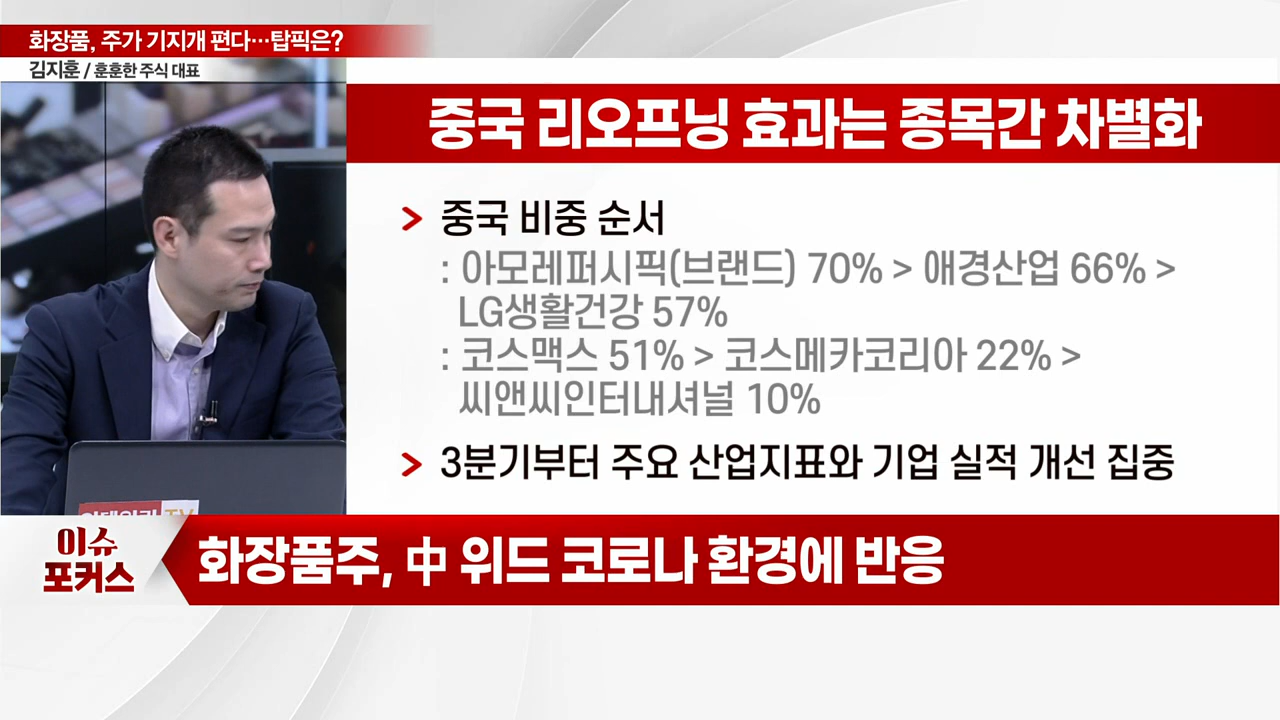 화장품, 주가 기지개 편다…탑픽은?
김지훈 / 훈훈한 주식 대표
중국 리오프닝 효과는 종목간 차별화
> 중국 비중 순서
: 아모레퍼시픽(브랜드) 70% > 애경산업 66% >
LG생활건강 57%
: 코스맥스 51% > 코스메카코리아 22% >
씨앤씨인터내셔널 10%
> 3분기부터 주요 산업지표와 기업 실적 개선 집중
이슈
포커스
화장품주, 中 위드 코로나 환경에 반응